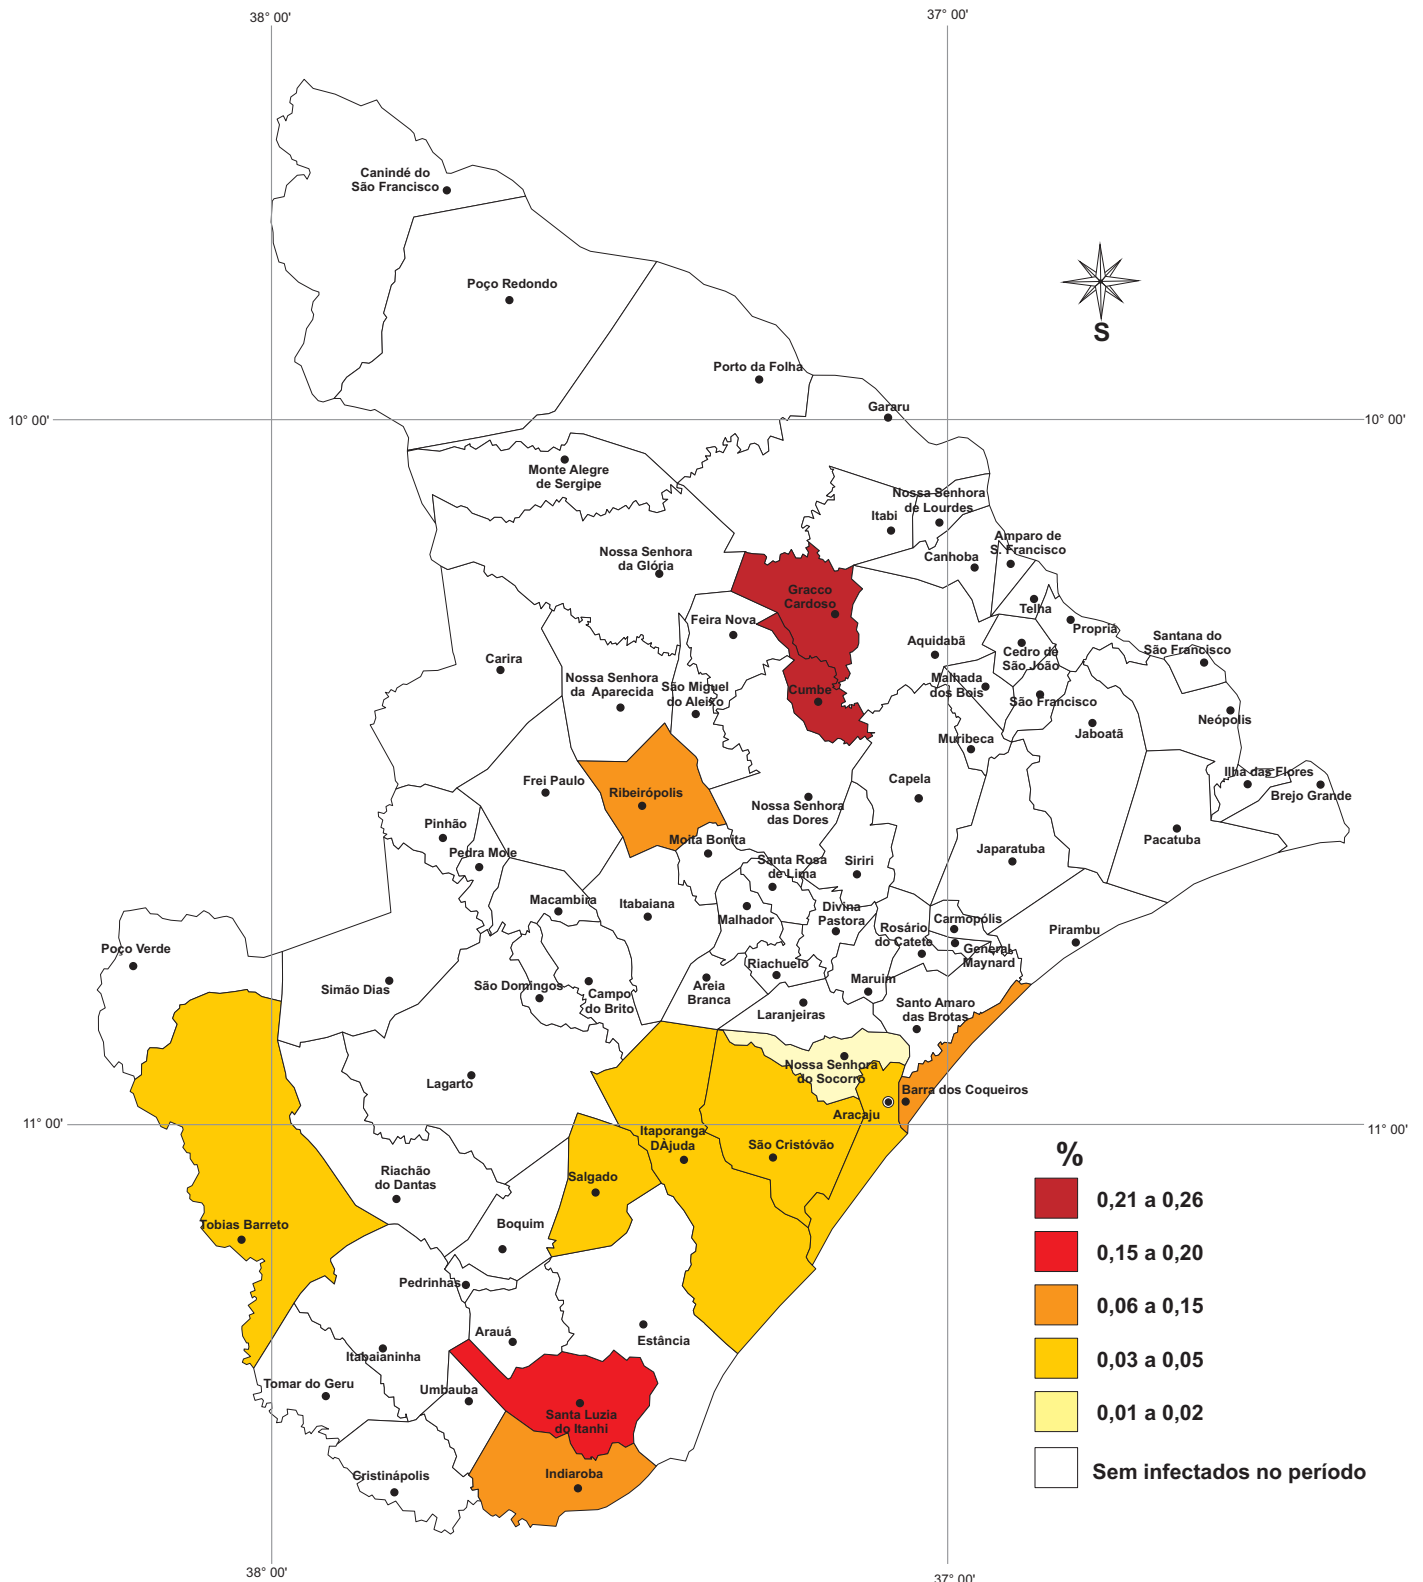 38° 00'
37° 00'
Canindé do
São Francisco
Poço Redondo
S
Porto da Folha
Gararu
10° 00'
10° 00'
Monte Alegre
de Sergipe
Nossa Senhora
de Lourdes
Itabi
Amparo de
S. Francisco
Nossa Senhora
da Glória
Canhoba
Gracco
Cardoso
Telha
Feira Nova
Propriá
Santana do
São Francisco
Aquidabã
Cedro de
São João
Carira
Nossa Senhora
da Aparecida
São Miguel
do Aleixo
Malhada
dos Bois
Cumbe
São Francisco
Neópolis
Jaboatã
Muribeca
Frei Paulo
Ribeirópolis
Capela
Ilha das Flores
Brejo Grande
Nossa Senhora
das Dores
Pinhão
Moita Bonita
Pacatuba
Pedra Mole
Santa Rosa
de Lima
Siriri
Japaratuba
Macambira
Itabaiana
Malhador
Divina
Pastora
Carmopólis
Rosário
do Catete
Pirambu
Poço Verde
General
Maynard
Riachuelo
Simão Dias
São Domingos
Campo
do Brito
Areia
Branca
Maruim
Santo Amaro
das Brotas
Laranjeiras
Nossa Senhora
do Socorro
Lagarto
Barra dos Coqueiros
Aracaju
11° 00'
11° 00'
Itaporanga
DÀjuda
São Cristóvão
%
Riachão
do Dantas
Salgado
0,21 a 0,26
Tobias Barreto
Boquim
0,15 a 0,20
Pedrinhas
0,06 a 0,15
Arauá
Estância
Itabaianinha
0,03 a 0,05
Tomar do Geru
Umbauba
Santa Luzia
do Itanhi
0,01 a 0,02
Cristinápolis
Indiaroba
Sem infectados no período
38° 00'
37° 00'